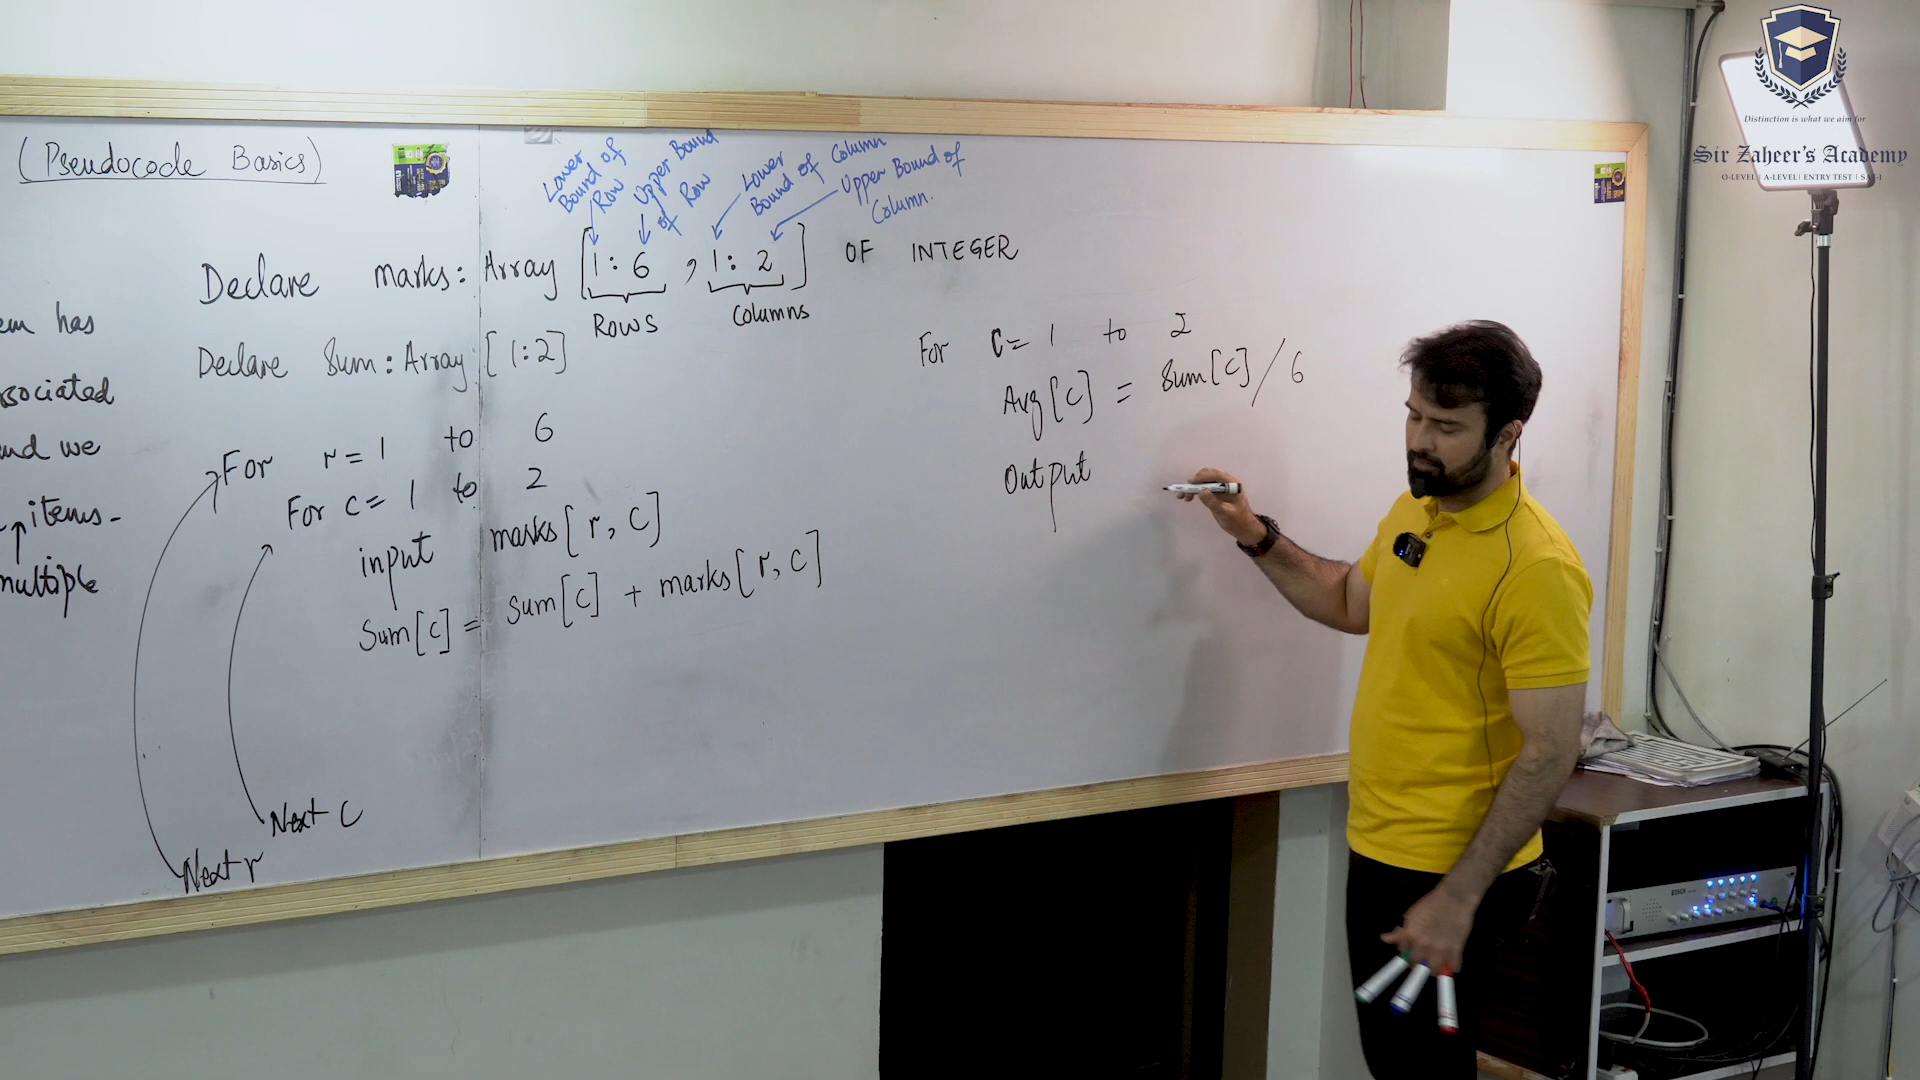 (Pseudocode Basics)
Lower Bound of Row
Upper Bound of Row
Lower Bound of Column
Upper Bound of Column.
Declare marks: Array [1:6, 1:2] OF INTEGER
Rows
Columns
Declare Sum: Array [1:2]
For r = 1 to 6
For c = 1 to 2
input marks[r, c]
Sum[c] = sum[c] + marks[r, c]
Next c
Next r
has
and we
items-
multiple
For c = 1 to 2
Avg[c] = Sum[c] / 6
Output
Distinction is what we aim for
Sir Zaheer's Academy
O-LEVEL | A-LEVEL | ENTRY TEST | SAT-I
BOSCH